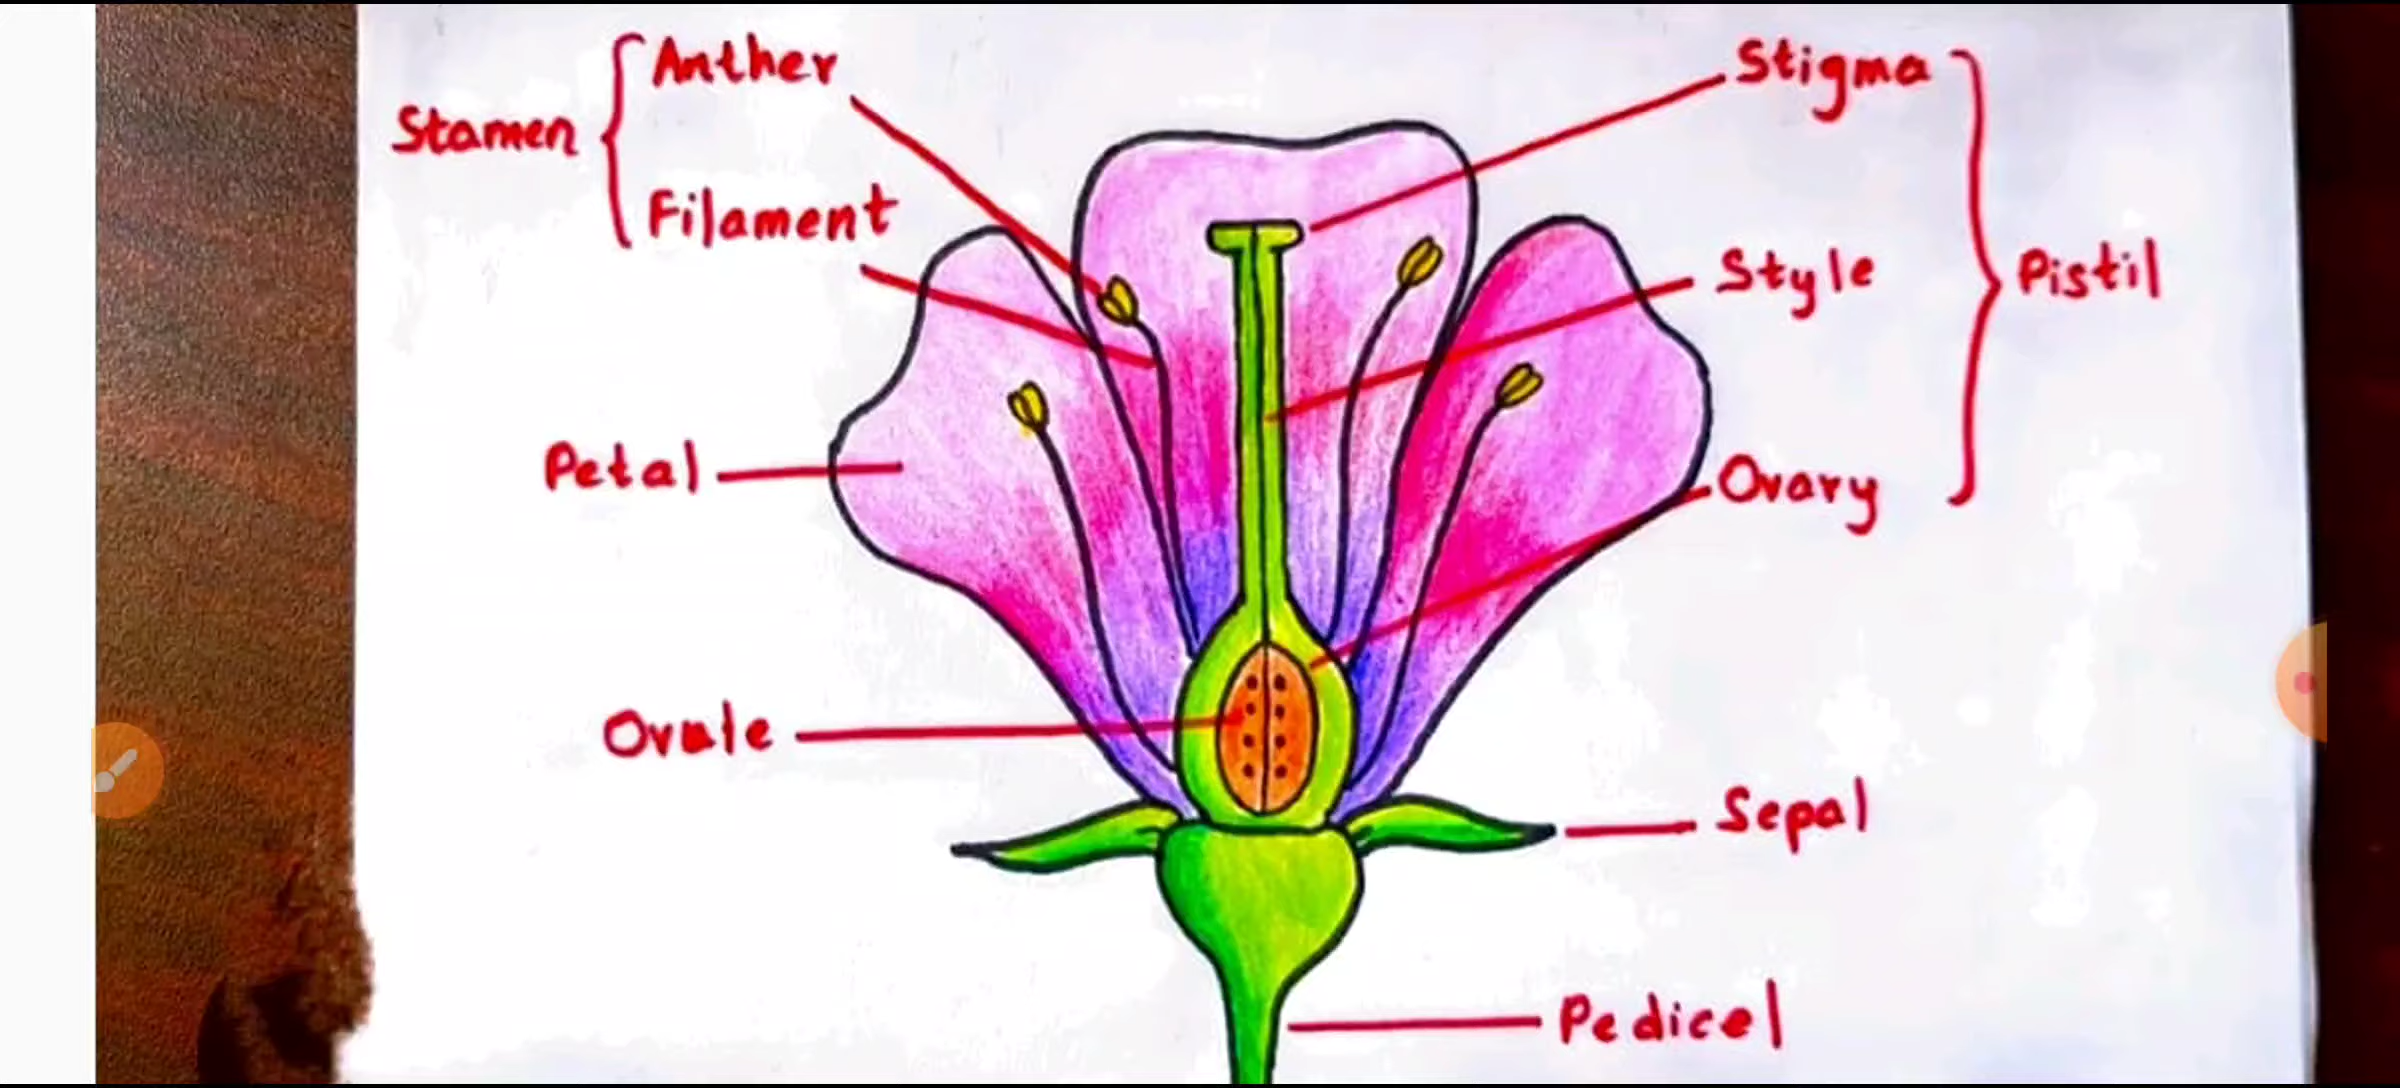 Anther
Stamen
Filament
Stigma
Style
Pistil
Petal
Ovary
Ovule
Sepal
Pedicel